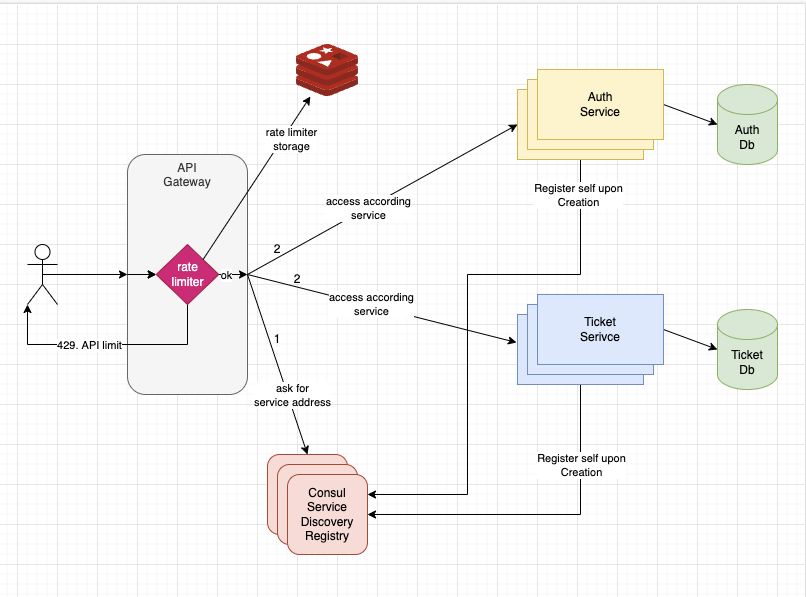 rate limiter
storage
API
Gateway
rate
limiter
ok
429. API limit
access according
service
2
2
access according
service
1
ask for
service address
Auth
Service
Auth
Db
Register self upon
Creation
Ticket
Serivce
Ticket
Db
Register self upon
Creation
Consul
Service
Discovery
Registry